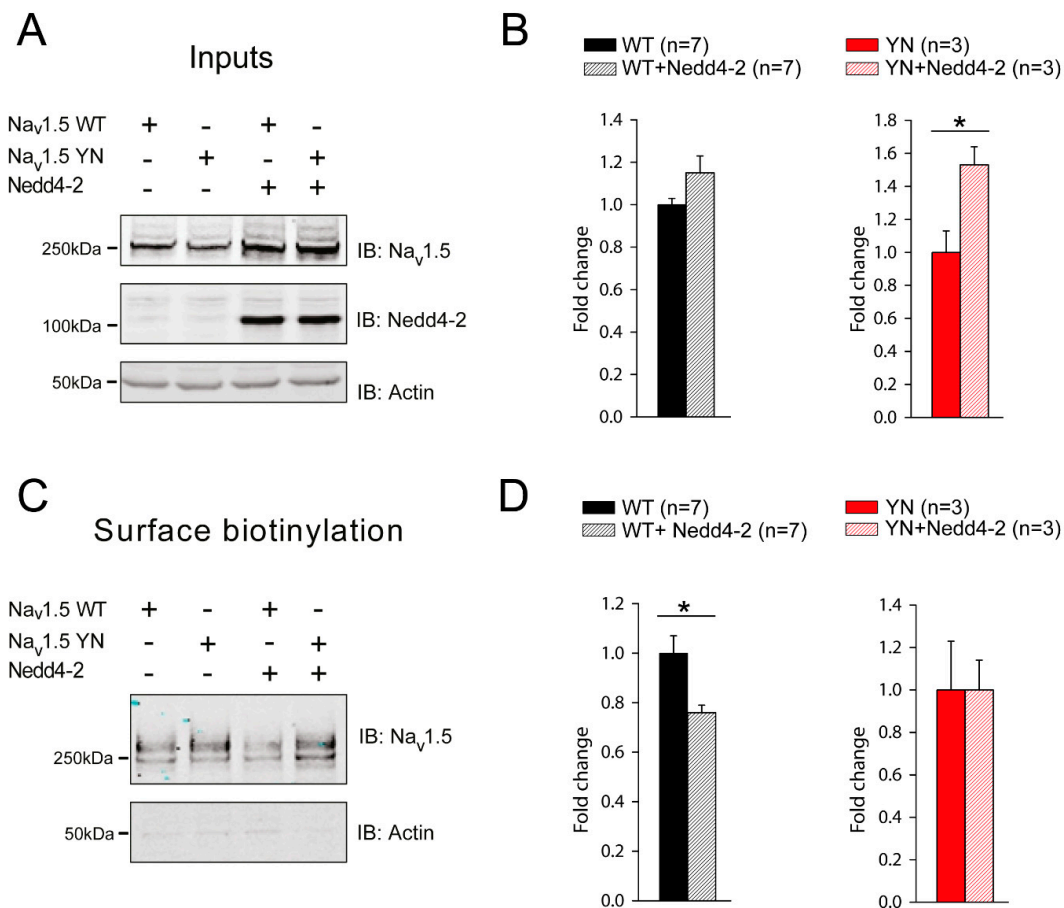 A
Inputs
Nav1.5 WT + - + -
Nav1.5 YN - + - +
Nedd4-2 - - + +
250kDa
IB: Nav1.5
100kDa
IB: Nedd4-2
50kDa
IB: Actin
B
WT (n=7)
WT+Nedd4-2 (n=7)
YN (n=3)
YN+Nedd4-2 (n=3)
Fold change
1.4
1.2
1.0
0.8
0.6
0.4
0.2
0.0
Fold change
1.8
1.6
1.4
1.2
1.0
0.8
0.6
0.4
0.2
0.0
*
C
Surface biotinylation
Nav1.5 WT + - + -
Nav1.5 YN - + - +
Nedd4-2 - - + +
250kDa
IB: Nav1.5
50kDa
IB: Actin
D
WT (n=7)
WT+ Nedd4-2 (n=7)
YN (n=3)
YN+Nedd4-2 (n=3)
Fold change
1.2
1.0
0.8
0.6
0.4
0.2
0.0
*
Fold change
1.4
1.2
1.0
0.8
0.6
0.4
0.2
0.0